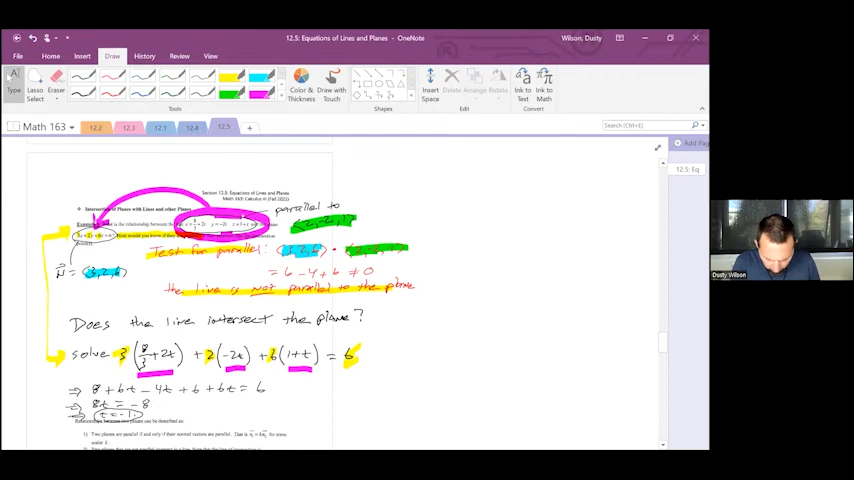 12.5: Equations of Lines and Planes - OneNote
Wilson, Dusty
File Home Insert Draw History Review View
Type
Lasso Select
Eraser
Color & Thickness
Draw with Touch
Insert Space
Delete
Arrange
Rotate
Ink to Text
Ink to Math
Tools
Shapes
Edit
Convert
Math 163
12.2
12.3
12.1
12.4
12.5
Search (Ctrl+E)
Add Page
12.5: Eq
Section 12.5: Equations of Lines and Planes
Math 163: Calculus III (Fall 2022)
Intersection of Planes with Lines and other Planes
parallel to
⟨2, -2, 1⟩
Test for parallel: ⟨3, 2, 6⟩ • ⟨2, -2, 1⟩
N = ⟨3, 2, 6⟩
= 6 - 4 + 6 ≠ 0
the line is not parallel to the plane
Does the line intersect the plane?
solve 3(8/3 + 2t) + 2(-2t) + 6(1+t) = 6
⇒ 8 + 6t - 4t + 6 + 6t = 6
⇒ 8t = -8
⇒ t = -1.
Relationships between two planes can be described as:
1) Two planes are parallel if and only if their normal vectors are parallel. That is
for some
Dusty Wilson